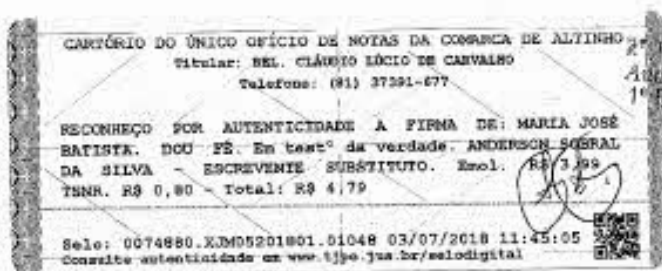 CARTÓRIO DO ÚNICO OFÍCIO DE NOTAS DA COMARCA DE ALTINHO
Titular: BEL. CLÁUDIO LÚCIO DE CARVALHO
Telefone: (81) 37391-677
RECONHEÇO POR AUTENTICIDADE A FIRMA DE: MARIA JOSÉ
BATISTA. DOU FÉ. Em testº da verdade. ANDERSON SOBRAL
DA SILVA - ESCREVENTE SUBSTITUTO. Emol. R$ 3,99
TSNR. R$ 0,80 - Total: R$ 4,79
Selo: 0074880.XJM05201801.01048 03/07/2018 11:45:05
Consulte autenticidade em www.tjpe.jus.br/selodigital